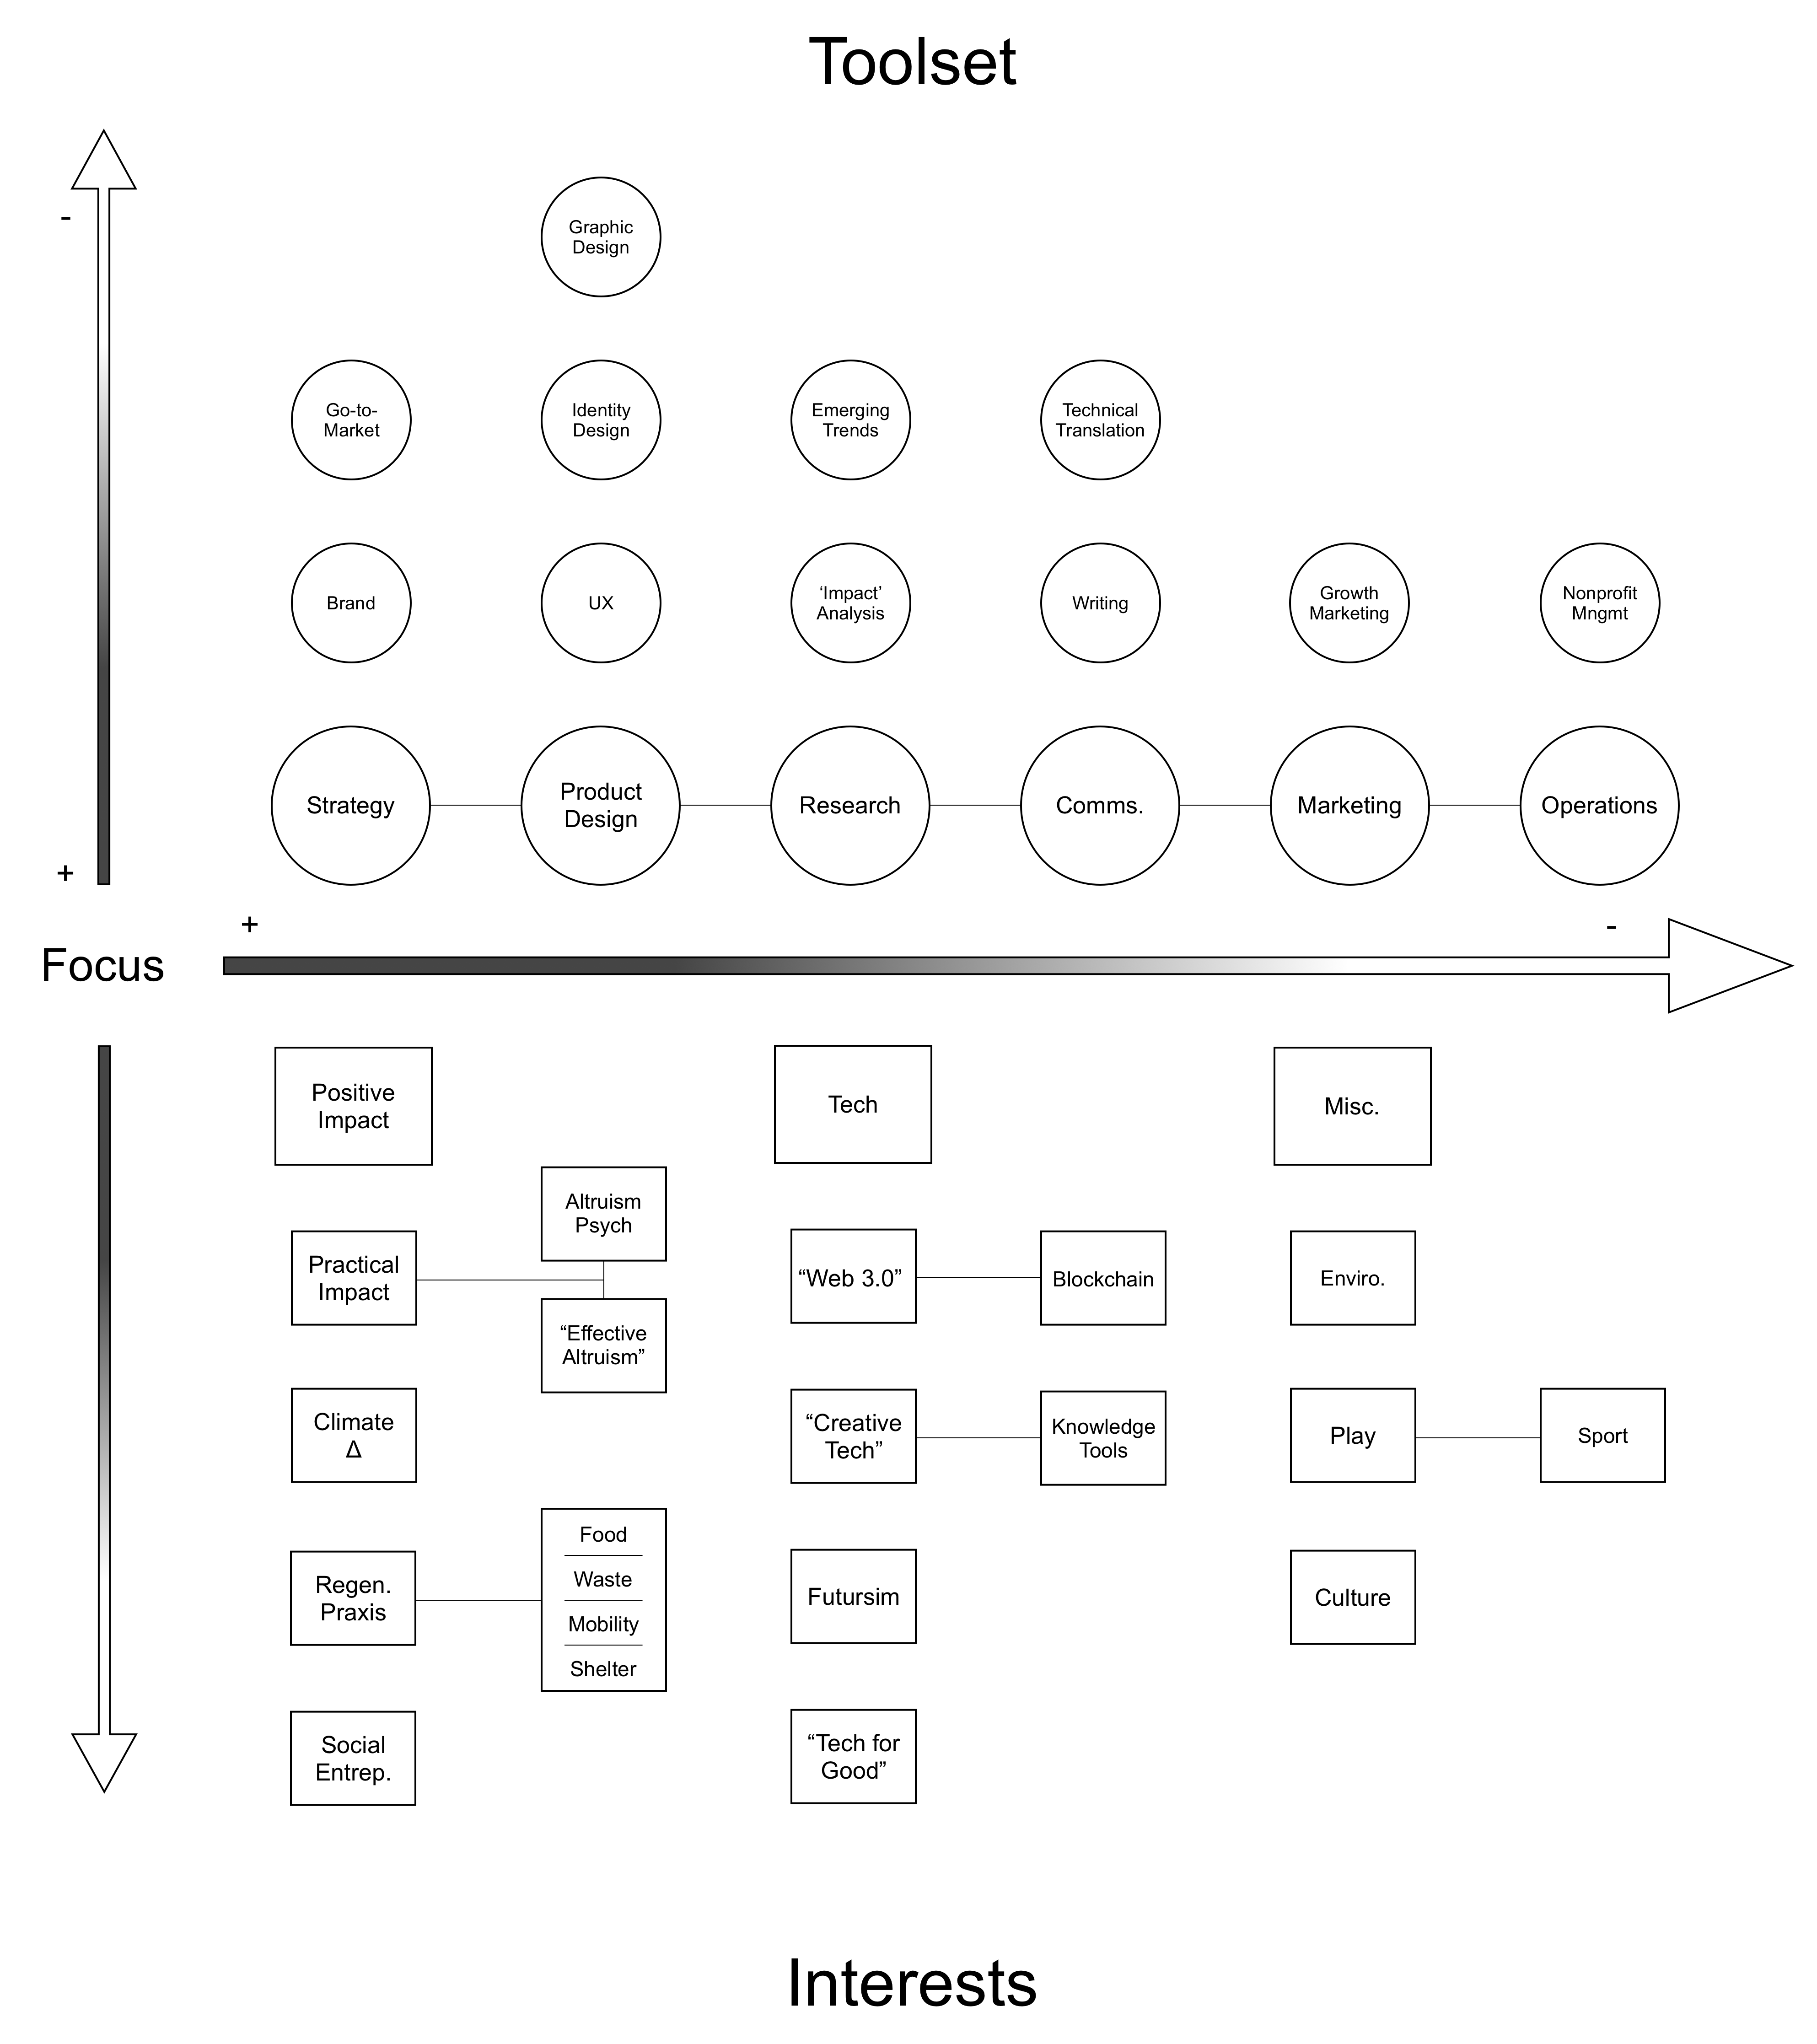 Toolset
-
Graphic
Design
Go-to-
Market
Identity
Design
Emerging
Trends
Technical
Translation
Brand
UX
‘Impact’
Analysis
Writing
Growth
Marketing
Nonprofit
Mngmt
Strategy
Product
Design
Research
Comms.
Marketing
Operations
+
+
-
Focus
Positive
Impact
Tech
Misc.
Altruism
Psych
Practical
Impact
“Effective
Altruism”
“Web 3.0”
Blockchain
Enviro.
Climate
Δ
“Creative
Tech”
Knowledge
Tools
Play
Sport
Regen.
Praxis
Food
Waste
Mobility
Shelter
Futursim
Culture
Social
Entrep.
“Tech for
Good”
Interests